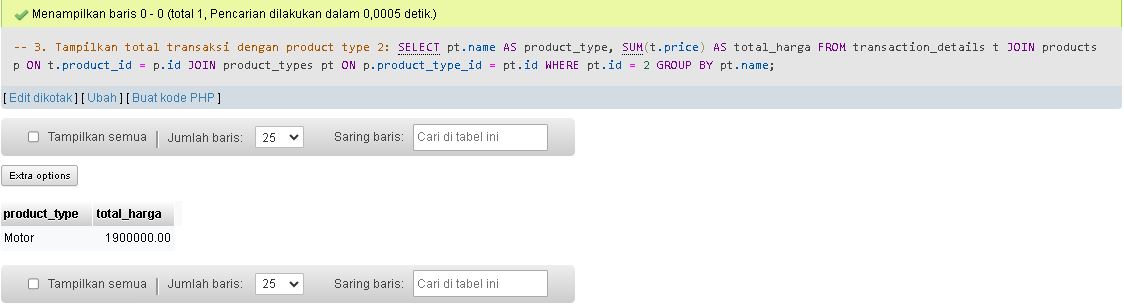 Menampilkan baris 0 - 0 (total 1, Pencarian dilakukan dalam 0,0005 detik.)
-- 3. Tampilkan total transaksi dengan product type 2: SELECT pt.name AS product_type, SUM(t.price) AS total_harga FROM transaction_details t JOIN products
p ON t.product_id = p.id JOIN product_types pt ON p.product_type_id = pt.id WHERE pt.id = 2 GROUP BY pt.name;
[ Edit dikotak ] [ Ubah ] [ Buat kode PHP ]
Tampilkan semua | Jumlah baris: 25 Saring baris: Cari di tabel ini
Extra options
product_type total_harga
Motor 1900000.00
Tampilkan semua | Jumlah baris: 25 Saring baris: Cari di tabel ini